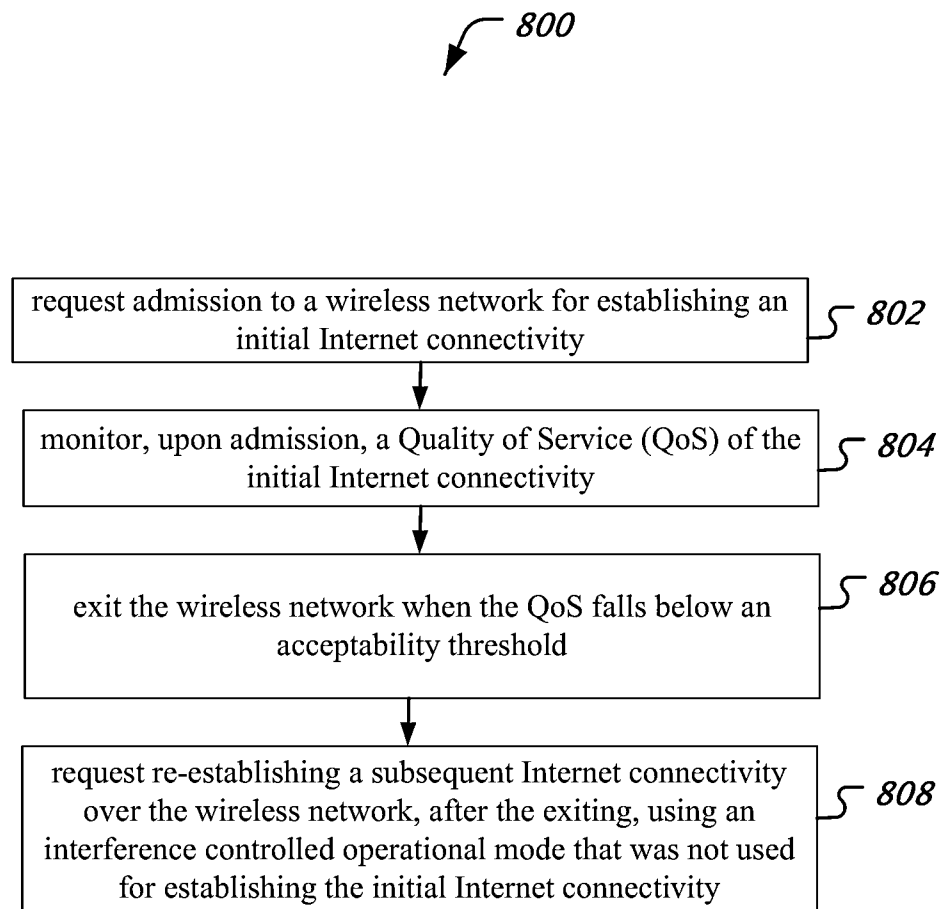 800
request admission to a wireless network for establishing an
initial Internet connectivity
802
monitor, upon admission, a Quality of Service (QoS) of the
initial Internet connectivity
804
exit the wireless network when the QoS falls below an
acceptability threshold
806
request re-establishing a subsequent Internet connectivity
over the wireless network, after the exiting, using an
interference controlled operational mode that was not used
for establishing the initial Internet connectivity
808